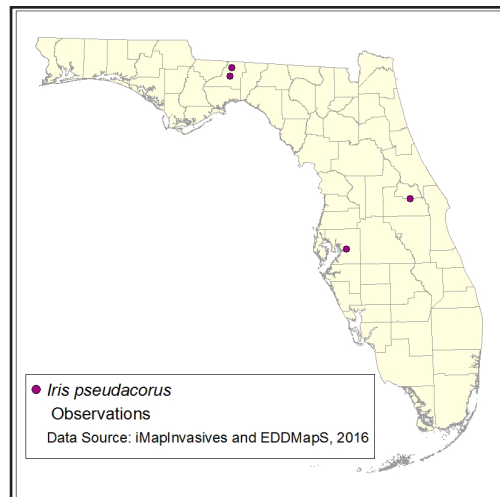 Iris pseudacorus
Observations
Data Source: iMapInvasives and EDDMapS, 2016